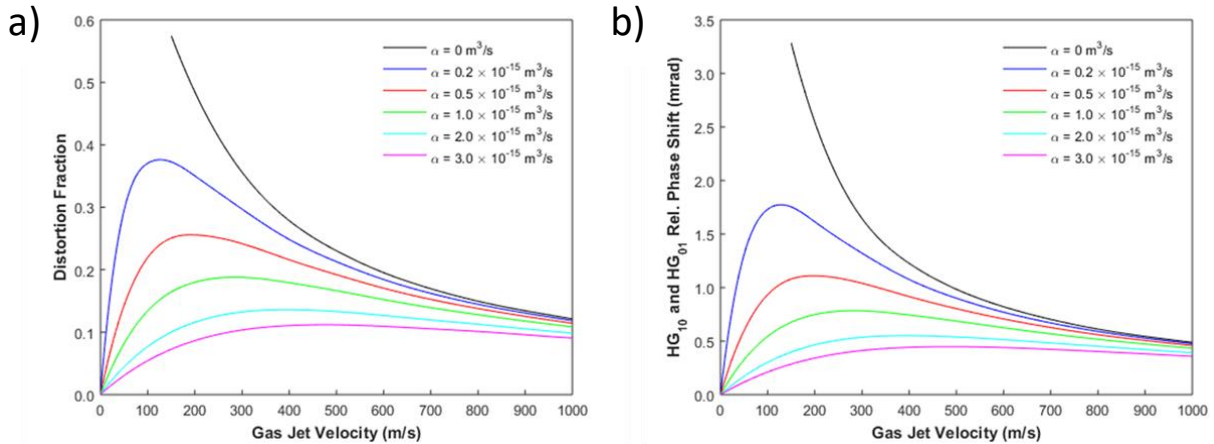 a)
0.6
0.5
0.4
0.3
0.2
0.1
0.0
Distortion Fraction
α = 0 m³/s
α = 0.2 × 10⁻¹⁵ m³/s
α = 0.5 × 10⁻¹⁵ m³/s
α = 1.0 × 10⁻¹⁵ m³/s
α = 2.0 × 10⁻¹⁵ m³/s
α = 3.0 × 10⁻¹⁵ m³/s
0 100 200 300 400 500 600 700 800 900 1000
Gas Jet Velocity (m/s)
b)
3.5
3.0
2.5
2.0
1.5
1.0
0.5
0.0
HG₁₀ and HG₀₁ Rel. Phase Shift (mrad)
α = 0 m³/s
α = 0.2 × 10⁻¹⁵ m³/s
α = 0.5 × 10⁻¹⁵ m³/s
α = 1.0 × 10⁻¹⁵ m³/s
α = 2.0 × 10⁻¹⁵ m³/s
α = 3.0 × 10⁻¹⁵ m³/s
0 100 200 300 400 500 600 700 800 900 1000
Gas Jet Velocity (m/s)